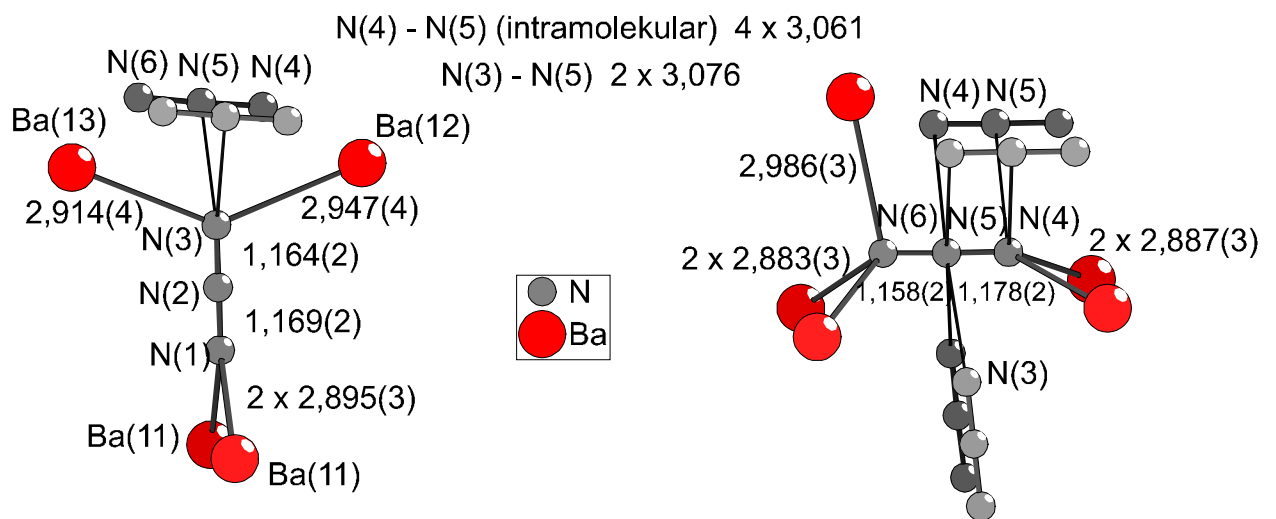 N(4) - N(5) (intramolekular) 4 x 3,061
N(3) - N(5) 2 x 3,076
N(6) N(5) N(4)
Ba(13)
Ba(12)
2,914(4)
2,947(4)
N(3)
1,164(2)
N(2)
1,169(2)
N(1)
2 x 2,895(3)
Ba(11)
Ba(11)
N
Ba
N(4) N(5)
2,986(3)
N(6) N(5) N(4)
2 x 2,883(3)
2 x 2,887(3)
1,158(2) 1,178(2)
N(3)